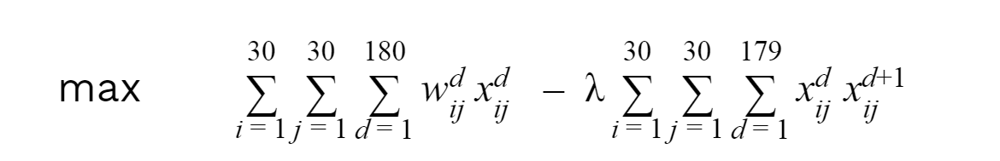 max ∑_{i = 1}^{30} ∑_{j = 1}^{30} ∑_{d = 1}^{180} w_{ij}^{d} x_{ij}^{d} − λ ∑_{i = 1}^{30} ∑_{j = 1}^{30} ∑_{d = 1}^{179} x_{ij}^{d} x_{ij}^{d+1}